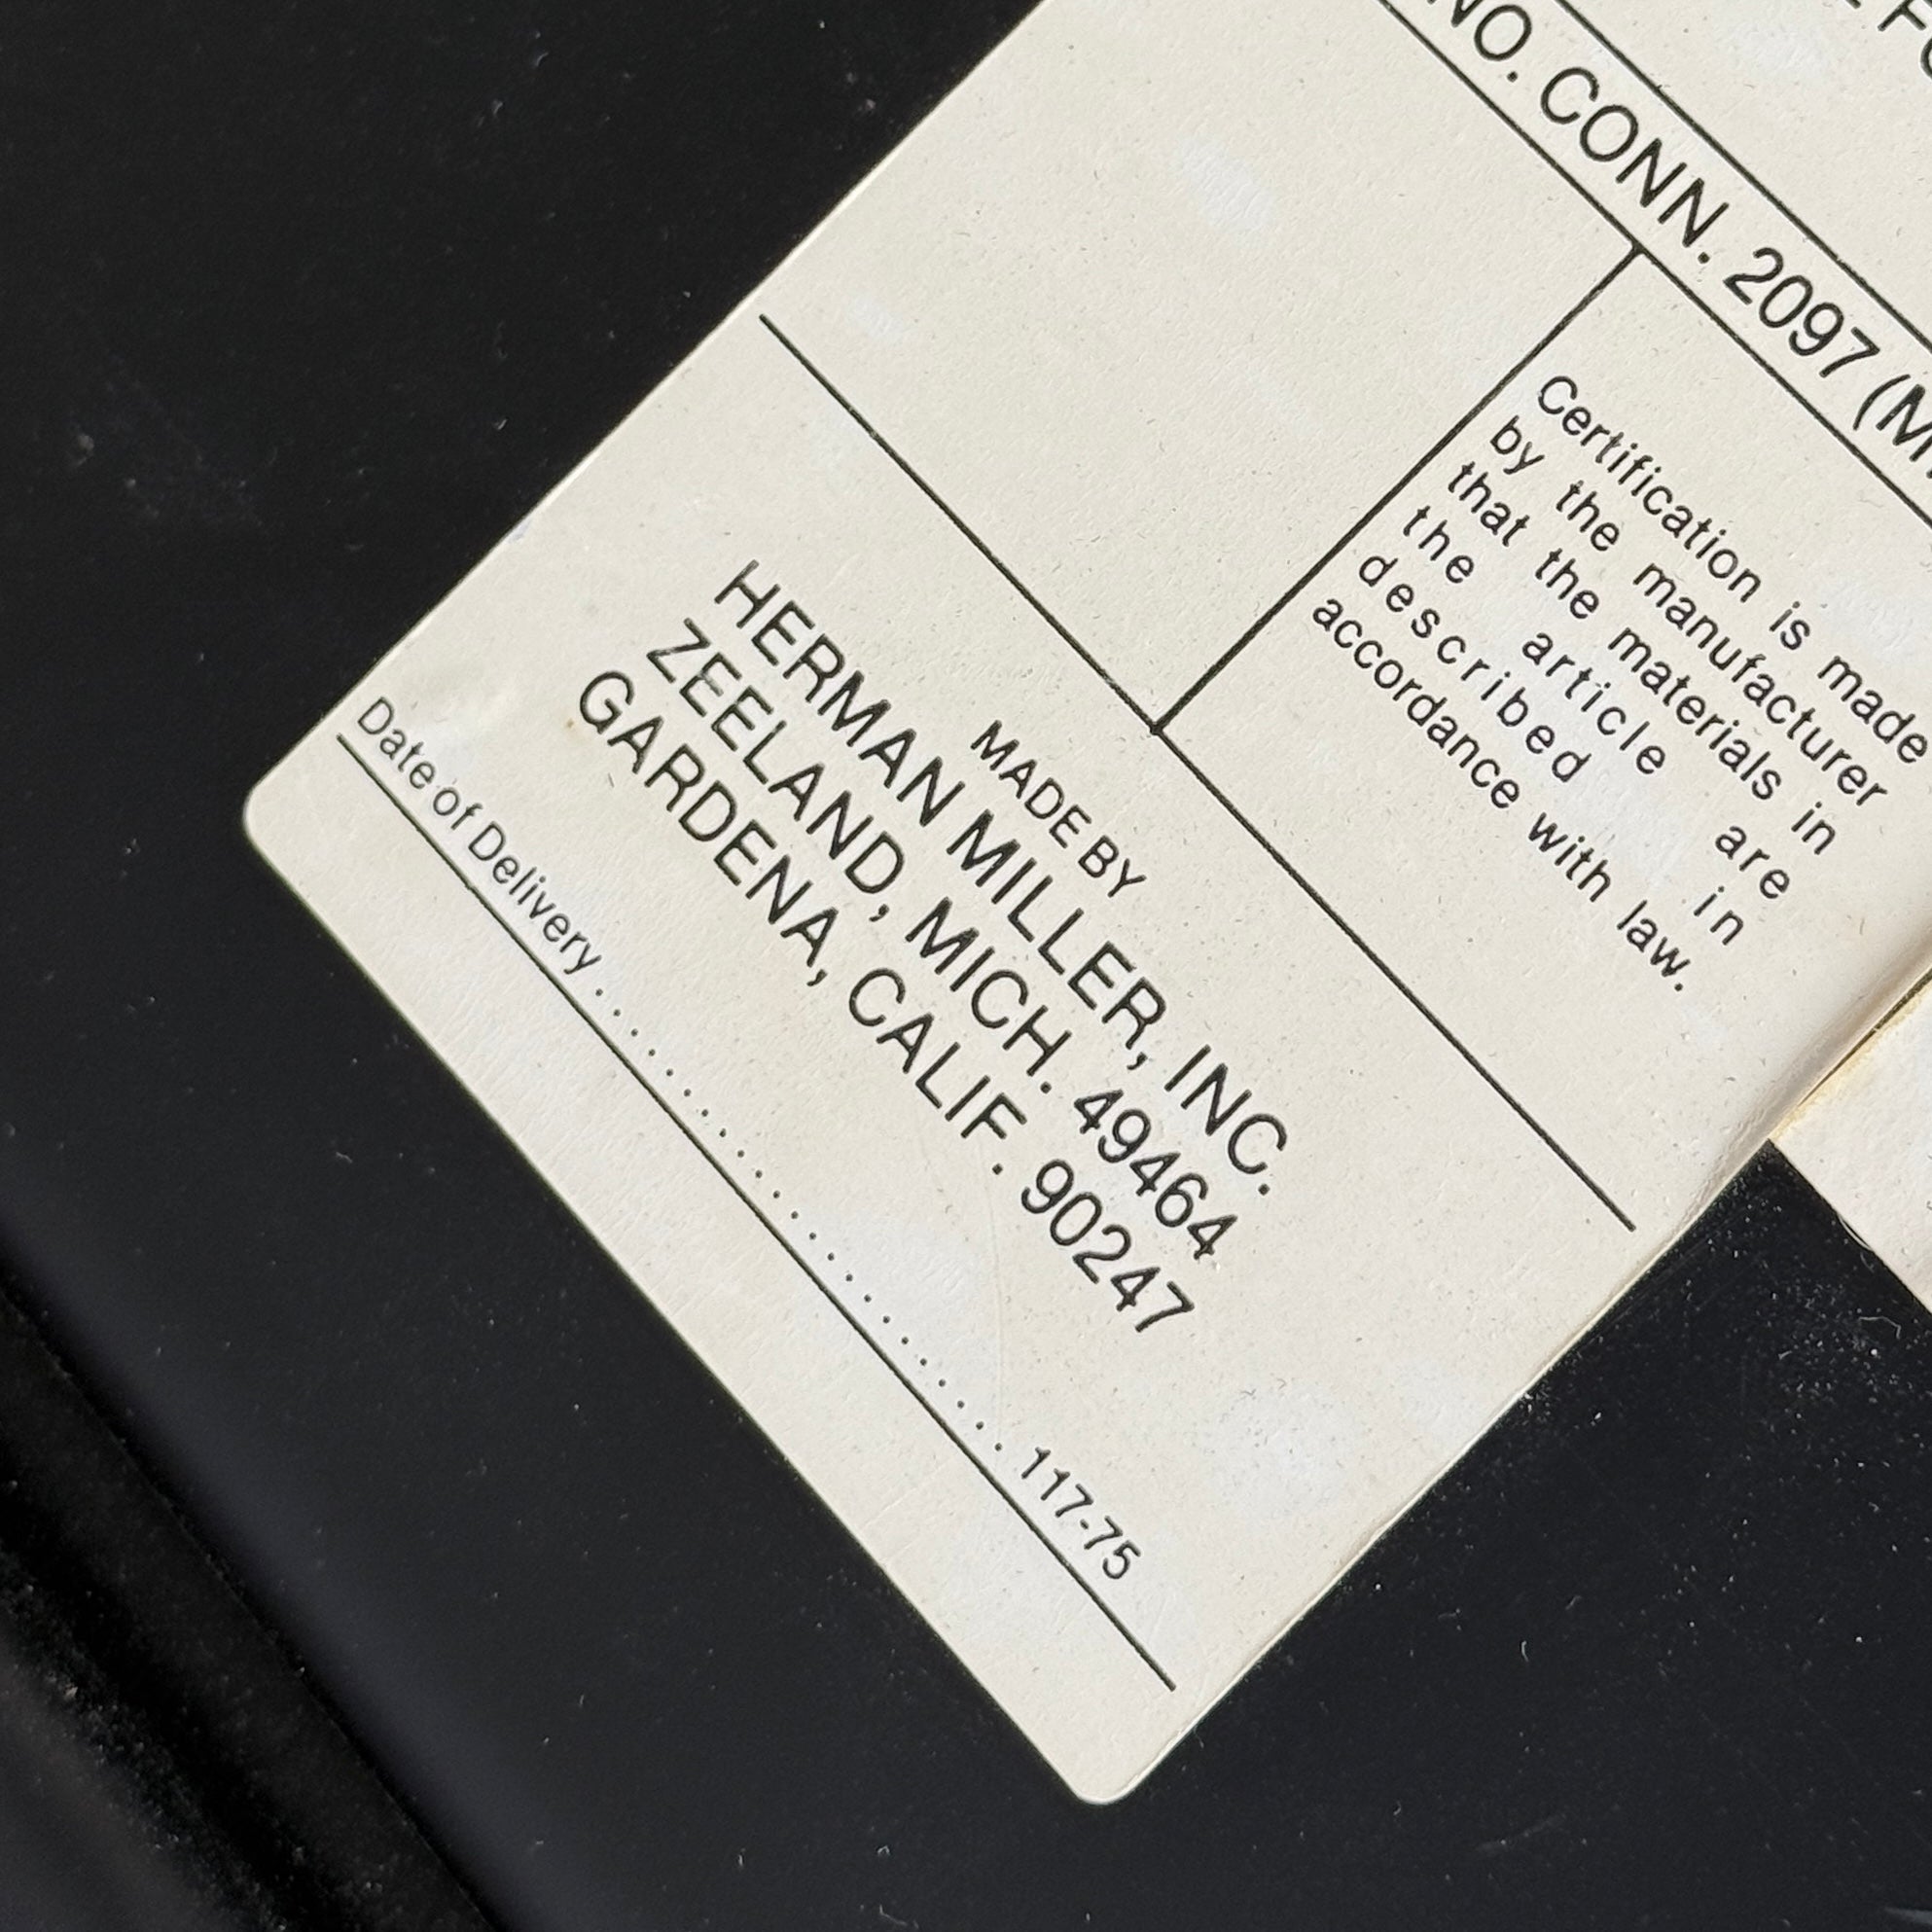 NO. CONN. 2097 (M
Certification is made
by the manufacturer
that the materials in
the article are
described in
accordance with law.
MADE BY
HERMAN MILLER, INC.
ZEELAND, MICH. 49464
GARDENA, CALIF. 90247
Date of Delivery ............................ 117-75